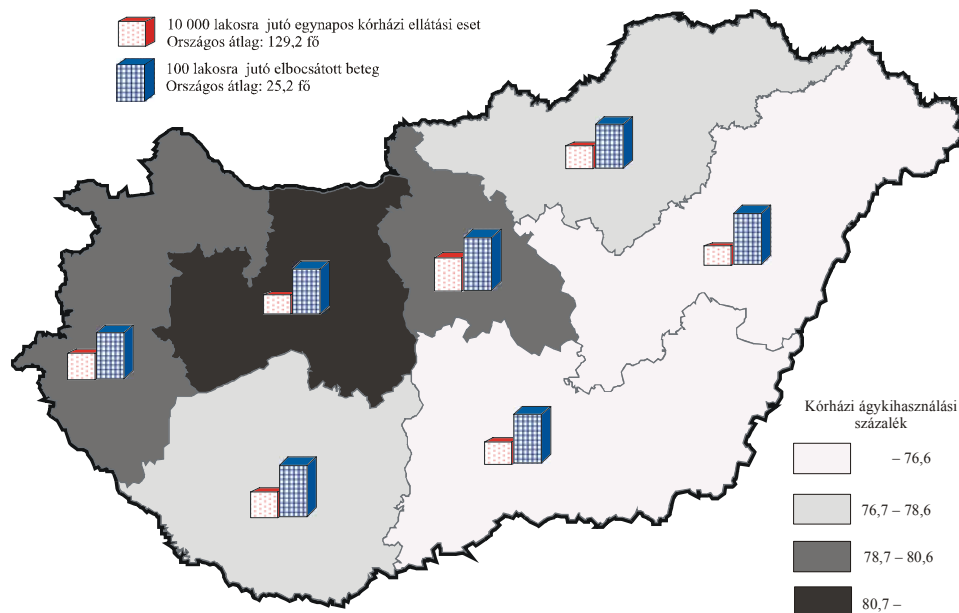 10 000 lakosra jutó egynapos kórházi ellátási eset
Országos átlag: 129,2 fő
100 lakosra jutó elbocsátott beteg
Országos átlag: 25,2 fő
Kórházi ágykihasználási
százalék
– 76,6
76,7 – 78,6
78,7 – 80,6
80,7 –